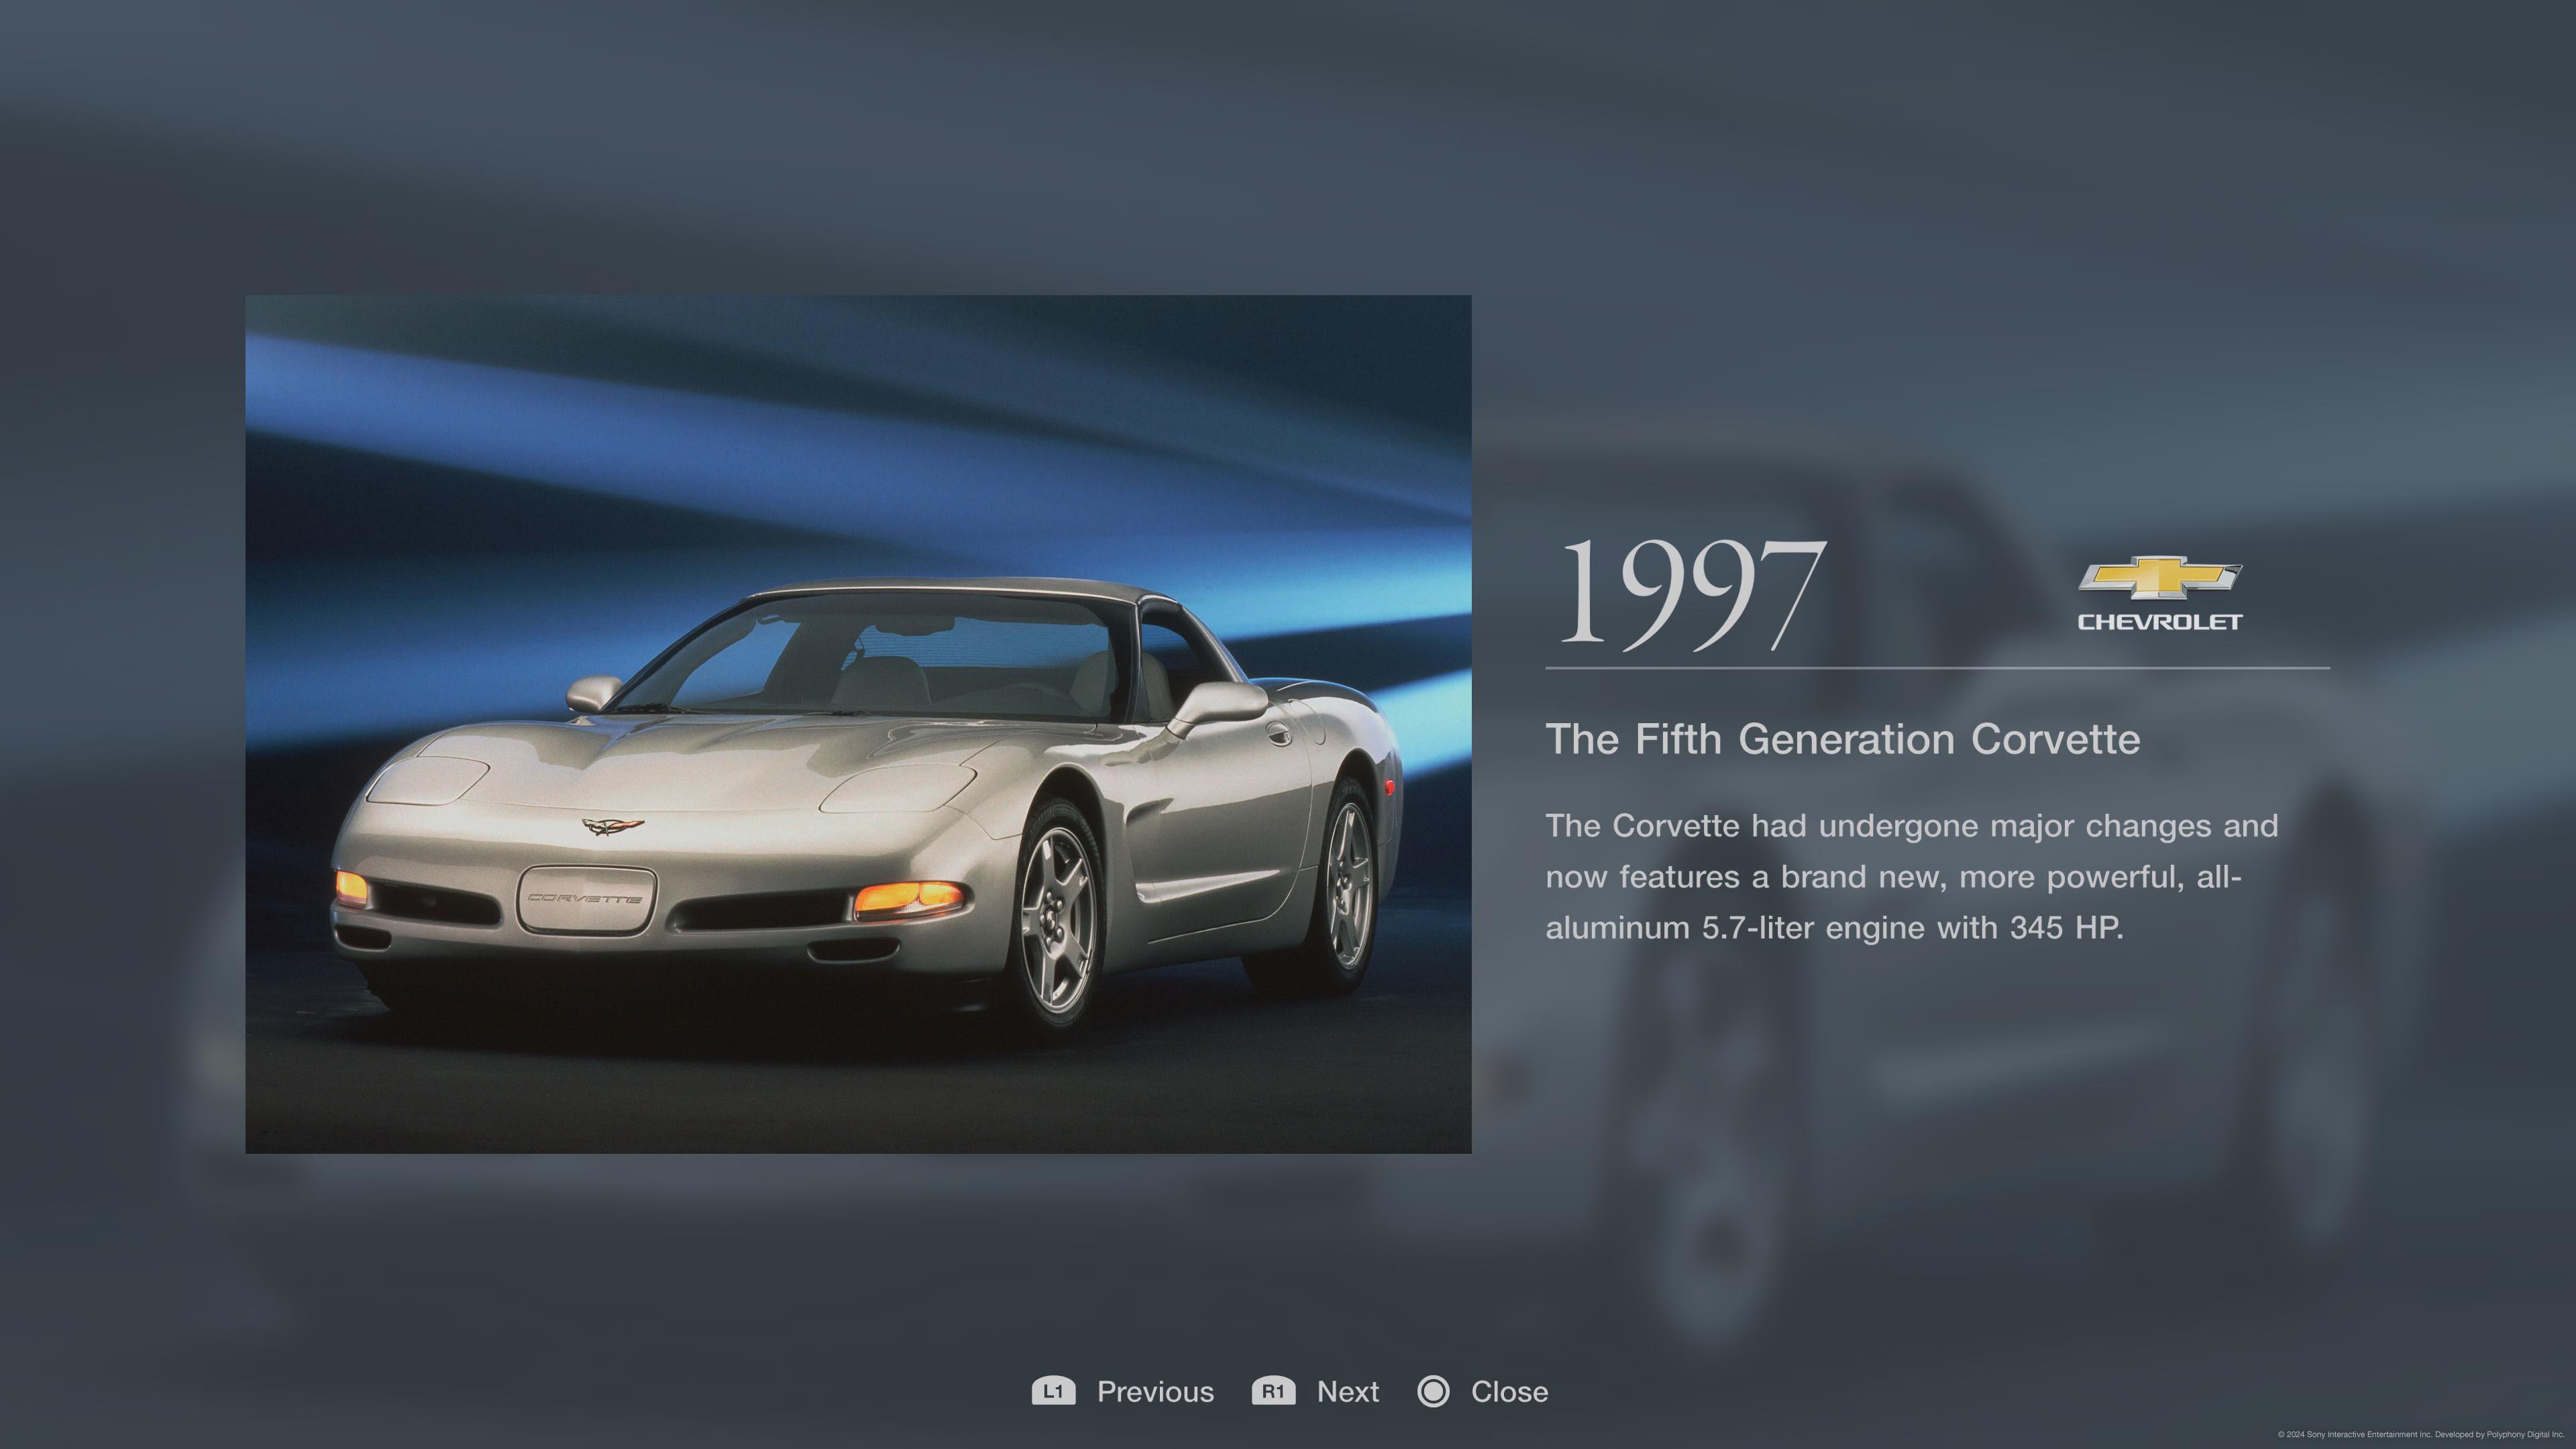 1997
CHEVROLET
The Fifth Generation Corvette
The Corvette had undergone major changes and
now features a brand new, more powerful, all-
aluminum 5.7-liter engine with 345 HP.
CORVETTE
L1 Previous R1 Next Close
© 2024 Sony Interactive Entertainment Inc. Developed by Polyphony Digital Inc.